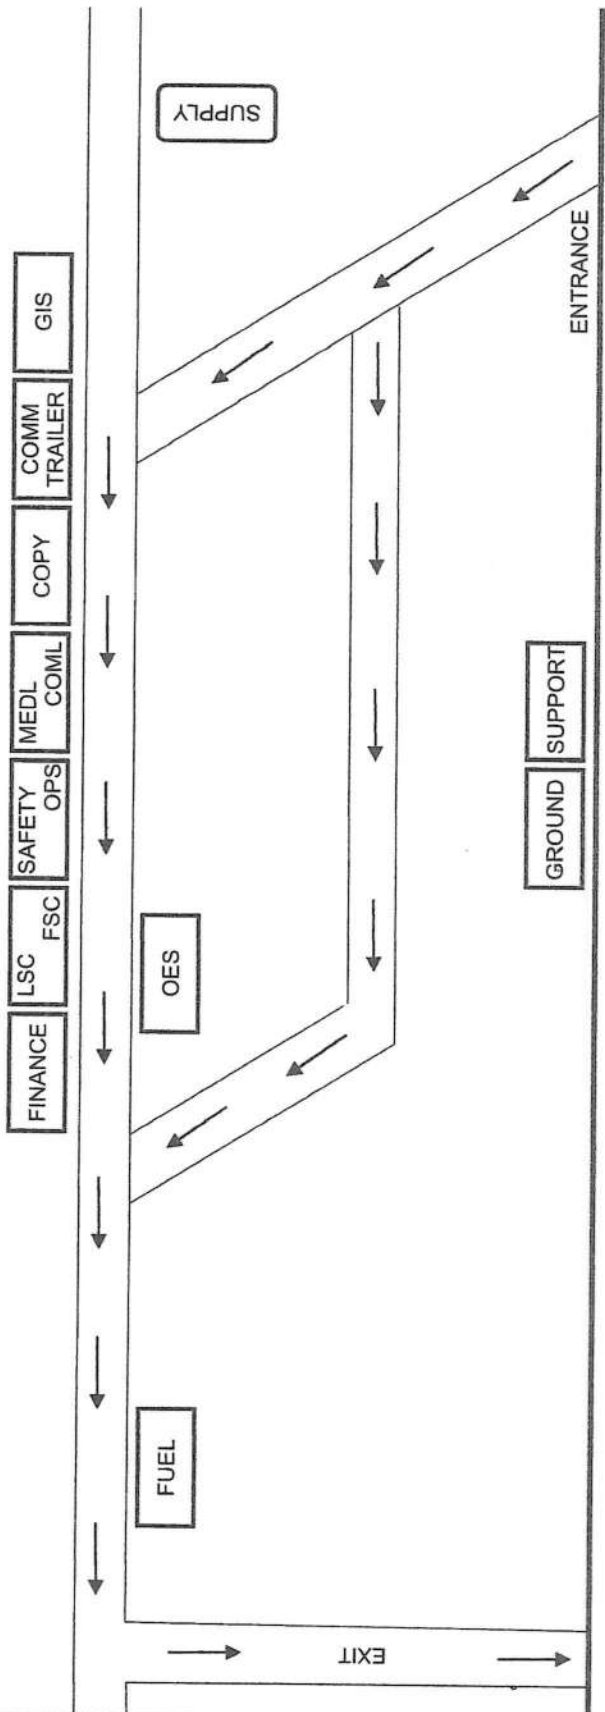 SUPPLY
GIS
COMM
TRAILER
COPY
MEDL
COML
SAFETY
OPS
LSC
FSC
FINANCE
OES
ENTRANCE
SUPPORT
GROUND
FUEL
EXIT